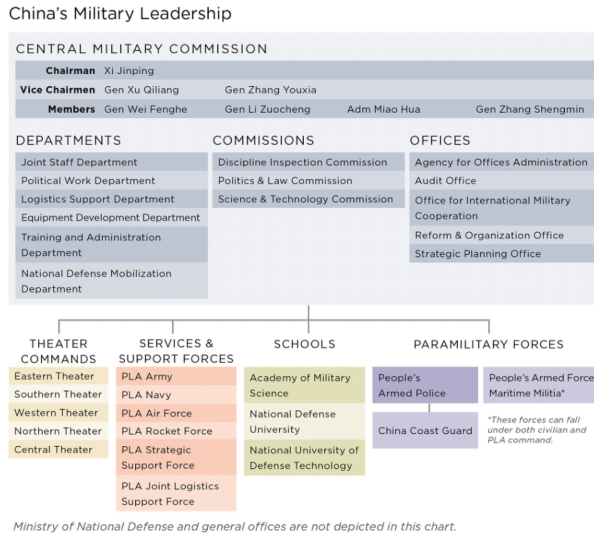 China's Military Leadership
CENTRAL MILITARY COMMISSION
Chairman Xi Jinping
Vice Chairmen Gen Xu Qiliang Gen Zhang Youxia
Members Gen Wei Fenghe Gen Li Zuocheng Adm Miao Hua Gen Zhang Shengmin
DEPARTMENTS
Joint Staff Department
Political Work Department
Logistics Support Department
Equipment Development Department
Training and Administration
Department
National Defense Mobilization
Department
COMMISSIONS
Discipline Inspection Commission
Politics & Law Commission
Science & Technology Commission
OFFICES
Agency for Offices Administration
Audit Office
Office for International Military
Cooperation
Reform & Organization Office
Strategic Planning Office
THEATER
COMMANDS
Eastern Theater
Southern Theater
Western Theater
Northern Theater
Central Theater
SERVICES &
SUPPORT FORCES
PLA Army
PLA Navy
PLA Air Force
PLA Rocket Force
PLA Strategic
Support Force
PLA Joint Logistics
Support Force
SCHOOLS
Academy of Military
Science
National Defense
University
National University of
Defense Technology
PARAMILITARY FORCES
People's
Armed Police
China Coast Guard
People's Armed Force
Maritime Militia*
*These forces can fall
under both civilian and
PLA command.
Ministry of National Defense and general offices are not depicted in this chart.